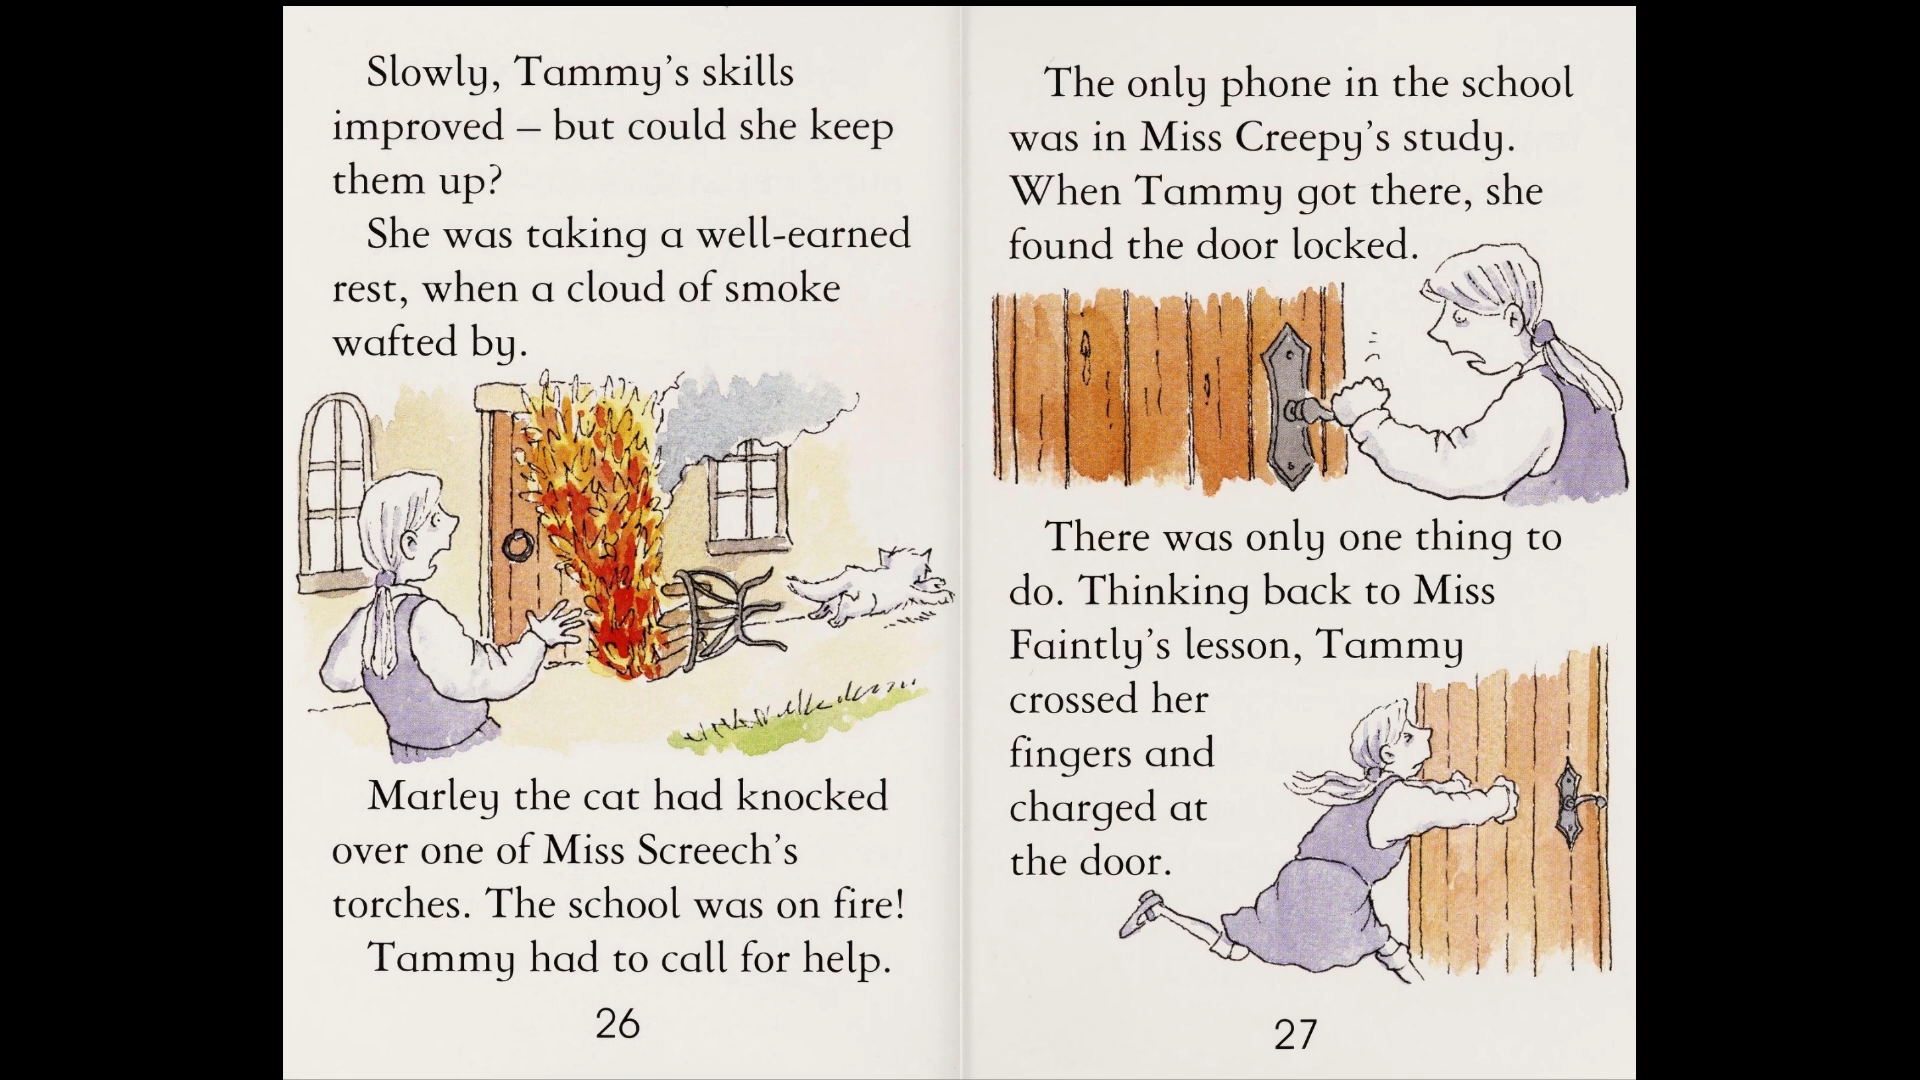 Slowly, Tammy's skills
improved – but could she keep
them up?
She was taking a well-earned
rest, when a cloud of smoke
wafted by.
Marley the cat had knocked
over one of Miss Screech's
torches. The school was on fire!
Tammy had to call for help.
26
The only phone in the school
was in Miss Creepy's study.
When Tammy got there, she
found the door locked.
There was only one thing to
do. Thinking back to Miss
Faintly's lesson, Tammy
crossed her
fingers and
charged at
the door.
27